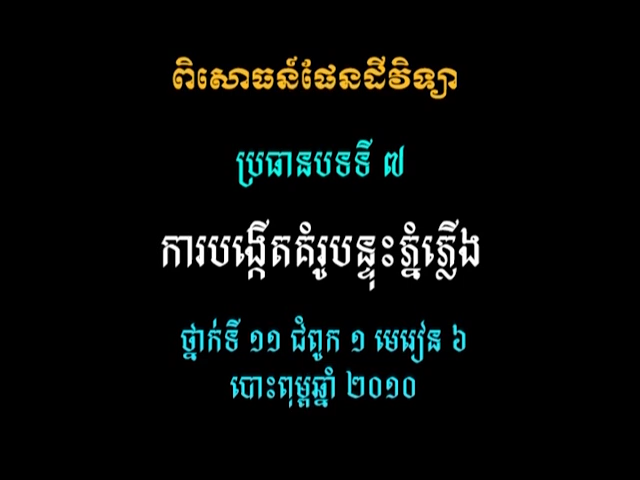 ពិសោធន៍ផែនដីវិទ្យា
ប្រធានបទទី ៧
ការបង្កើតគំរូបន្ទុះភ្នំភ្លើង
ថ្នាក់ទី ១១ ជំពូក ១ មេរៀន ៦
បោះពុម្ពឆ្នាំ ២០១០